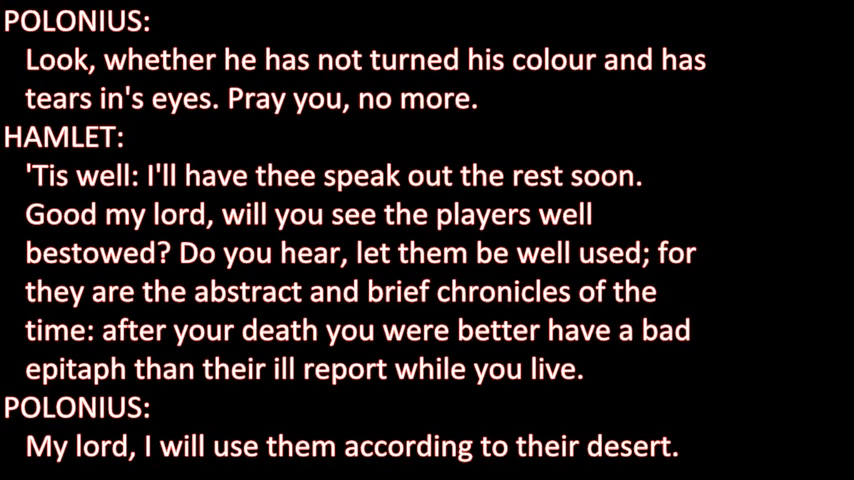 POLONIUS:
Look, whether he has not turned his colour and has
tears in's eyes. Pray you, no more.
HAMLET:
'Tis well: I'll have thee speak out the rest soon.
Good my lord, will you see the players well
bestowed? Do you hear, let them be well used; for
they are the abstract and brief chronicles of the
time: after your death you were better have a bad
epitaph than their ill report while you live.
POLONIUS:
My lord, I will use them according to their desert.